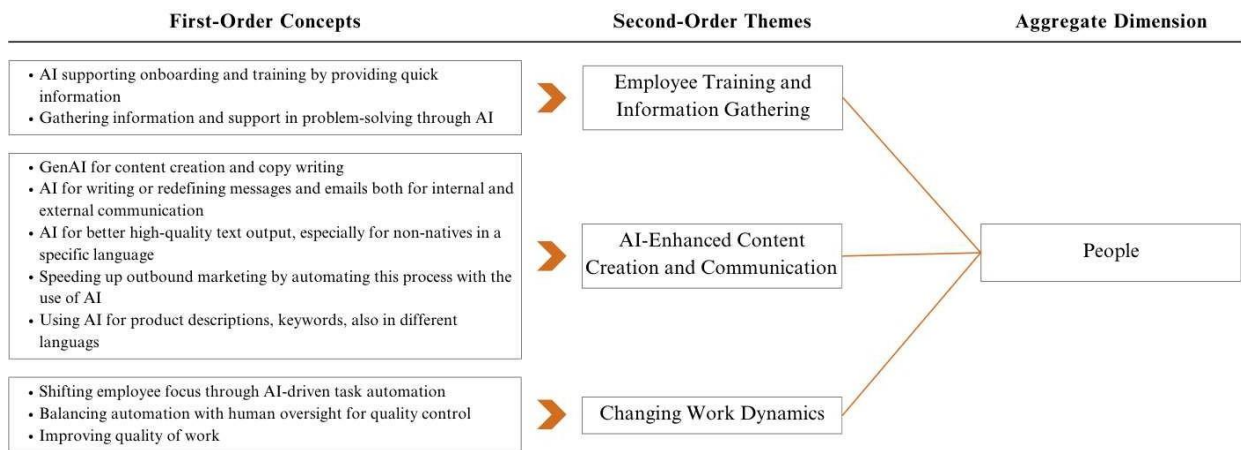 First-Order Concepts
Second-Order Themes
Aggregate Dimension
• AI supporting onboarding and training by providing quick
information
• Gathering information and support in problem-solving through AI
Employee Training and
Information Gathering
• GenAI for content creation and copy writing
• AI for writing or redefining messages and emails both for internal and
external communication
• AI for better high-quality text output, especially for non-natives in a
specific language
• Speeding up outbound marketing by automating this process with the
use of AI
• Using AI for product descriptions, keywords, also in different
languags
AI-Enhanced Content
Creation and Communication
People
• Shifting employee focus through AI-driven task automation
• Balancing automation with human oversight for quality control
• Improving quality of work
Changing Work Dynamics